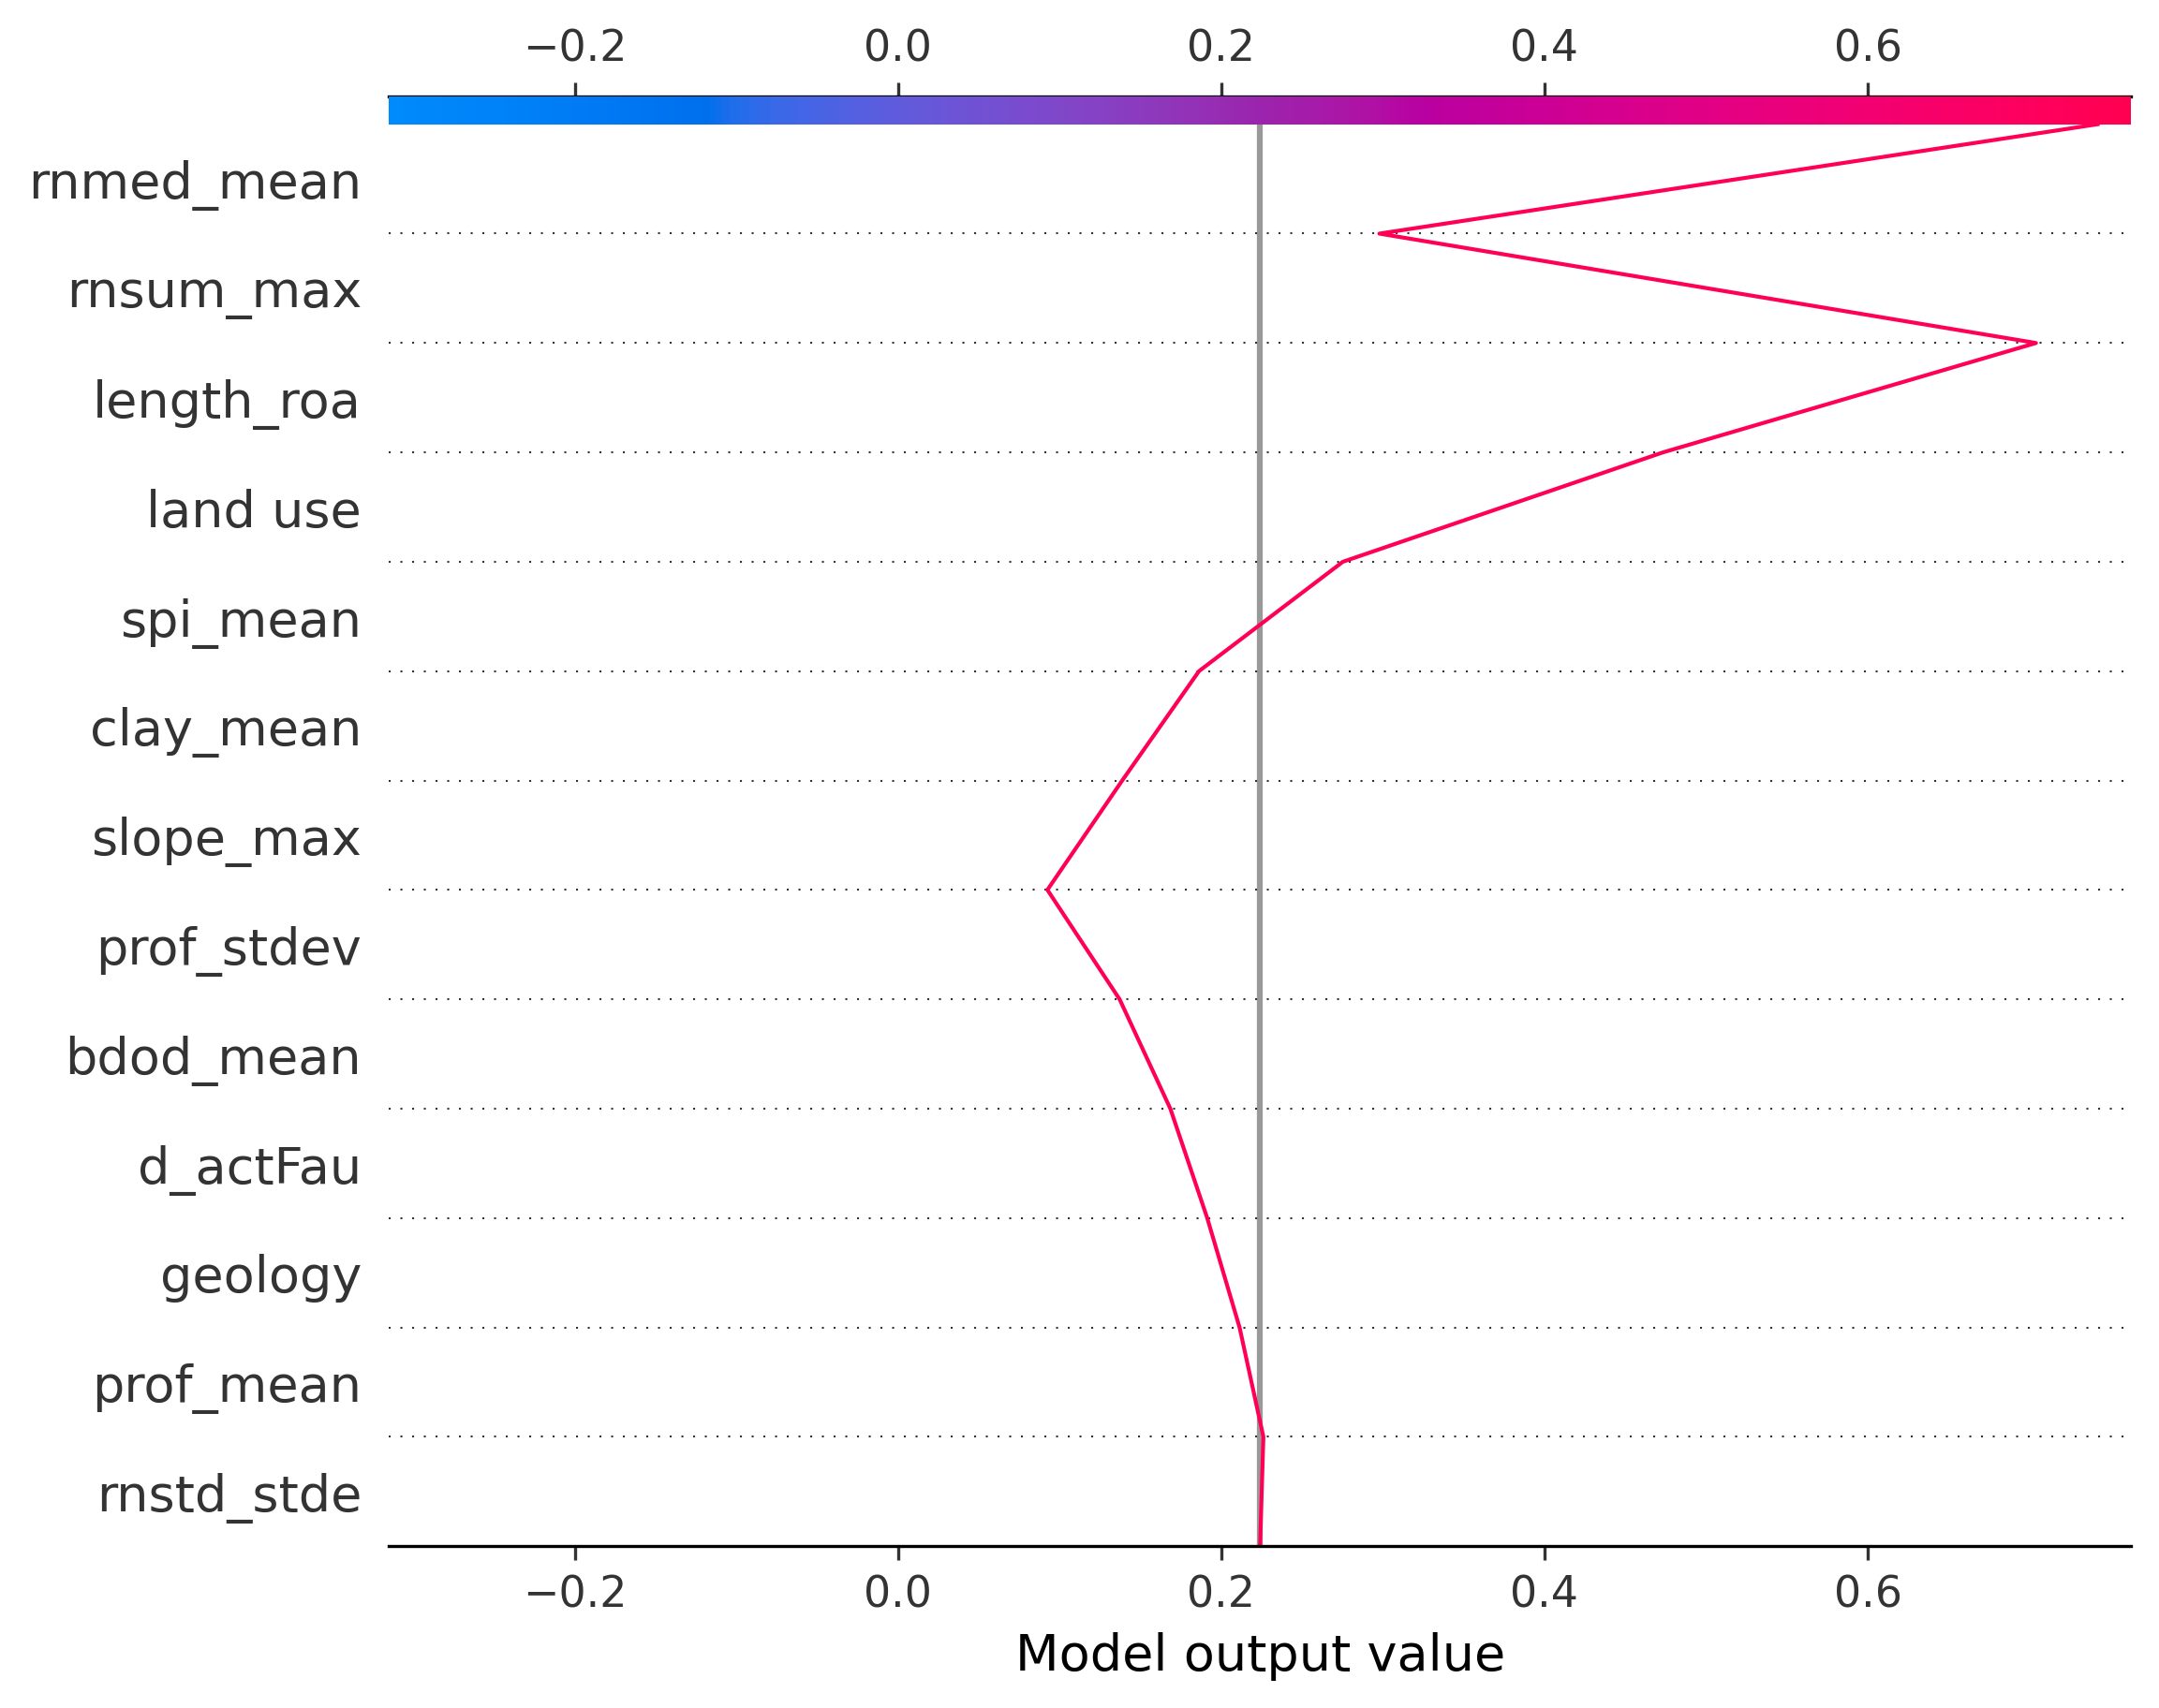 −0.2 0.0 0.2 0.4 0.6
rnmed_mean
rnsum_max
length_roa
land use
spi_mean
clay_mean
slope_max
prof_stdev
bdod_mean
d_actFau
geology
prof_mean
rnstd_stde
−0.2 0.0 0.2 0.4 0.6
Model output value